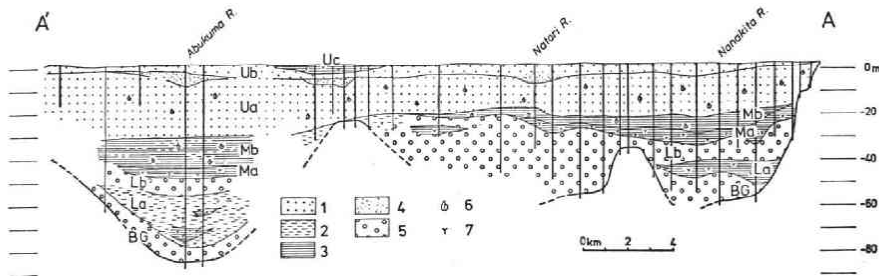 A' Abukuma R. Natari R. Nanakita R. A
Uc
Ub
Ua
Mb
Ma
Lb
La
BG
Mb
Ma
Lb
La
BG
0m
-20
-40
-60
-80
1 4 6
2 5 7
3
0km 2 4